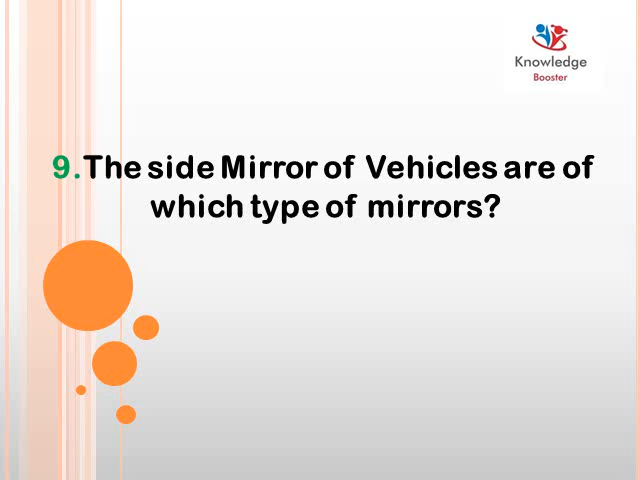 Knowledge
Booster
9.The side Mirror of Vehicles are of
which type of mirrors?